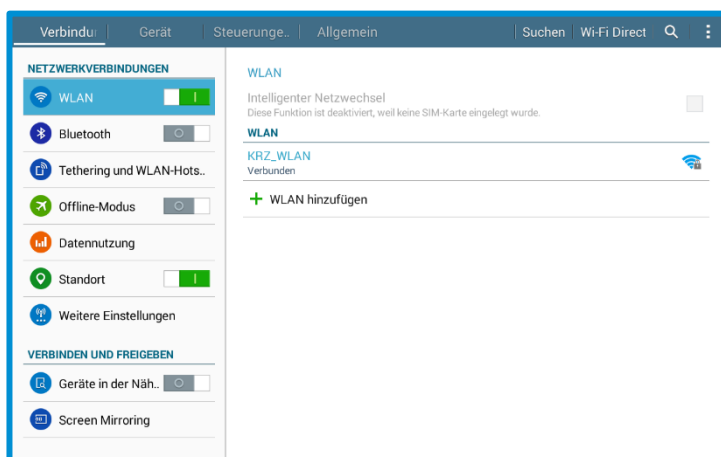 Verbindu
Gerät
Steuerunge..
Allgemein
Suchen
Wi-Fi Direct
NETZWERKVERBINDUNGEN
WLAN
Bluetooth
Tethering und WLAN-Hots..
Offline-Modus
Datennutzung
Standort
Weitere Einstellungen
VERBINDEN UND FREIGEBEN
Geräte in der Näh..
Screen Mirroring
WLAN
Intelligenter Netzwechsel
Diese Funktion ist deaktiviert, weil keine SIM-Karte eingelegt wurde.
WLAN
KRZ_WLAN
Verbunden
WLAN hinzufügen